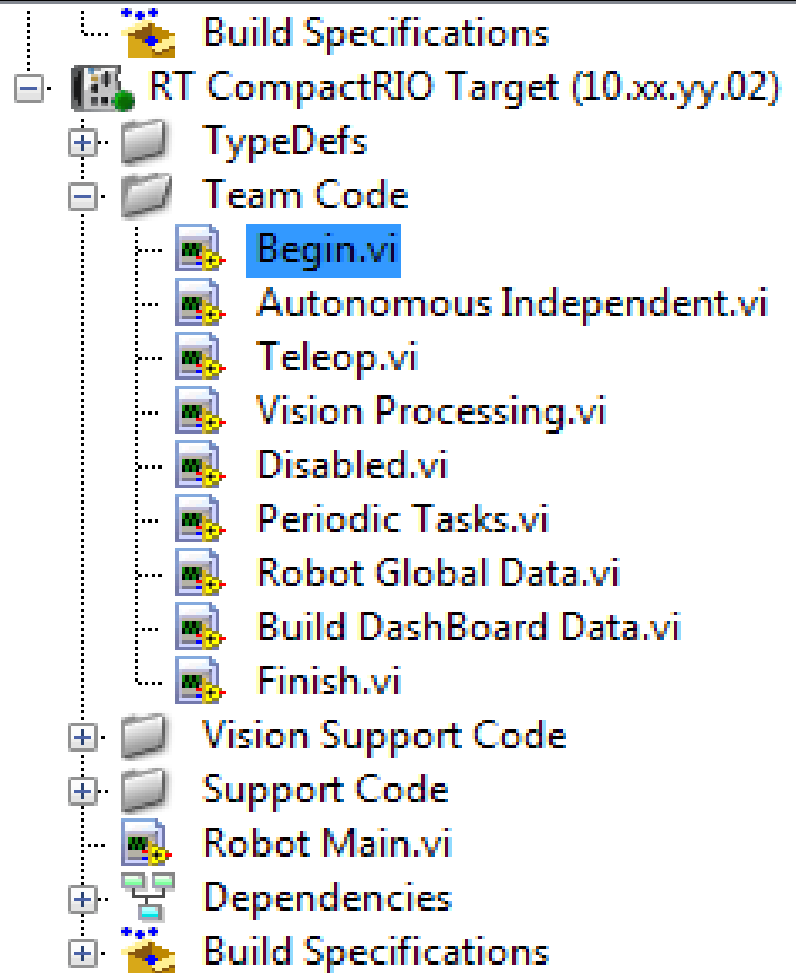 Build Specifications
RT CompactRIO Target (10.xx.yy.02)
TypeDefs
Team Code
Begin.vi
Autonomous Independent.vi
Teleop.vi
Vision Processing.vi
Disabled.vi
Periodic Tasks.vi
Robot Global Data.vi
Build DashBoard Data.vi
Finish.vi
Vision Support Code
Support Code
Robot Main.vi
Dependencies
Build Specifications